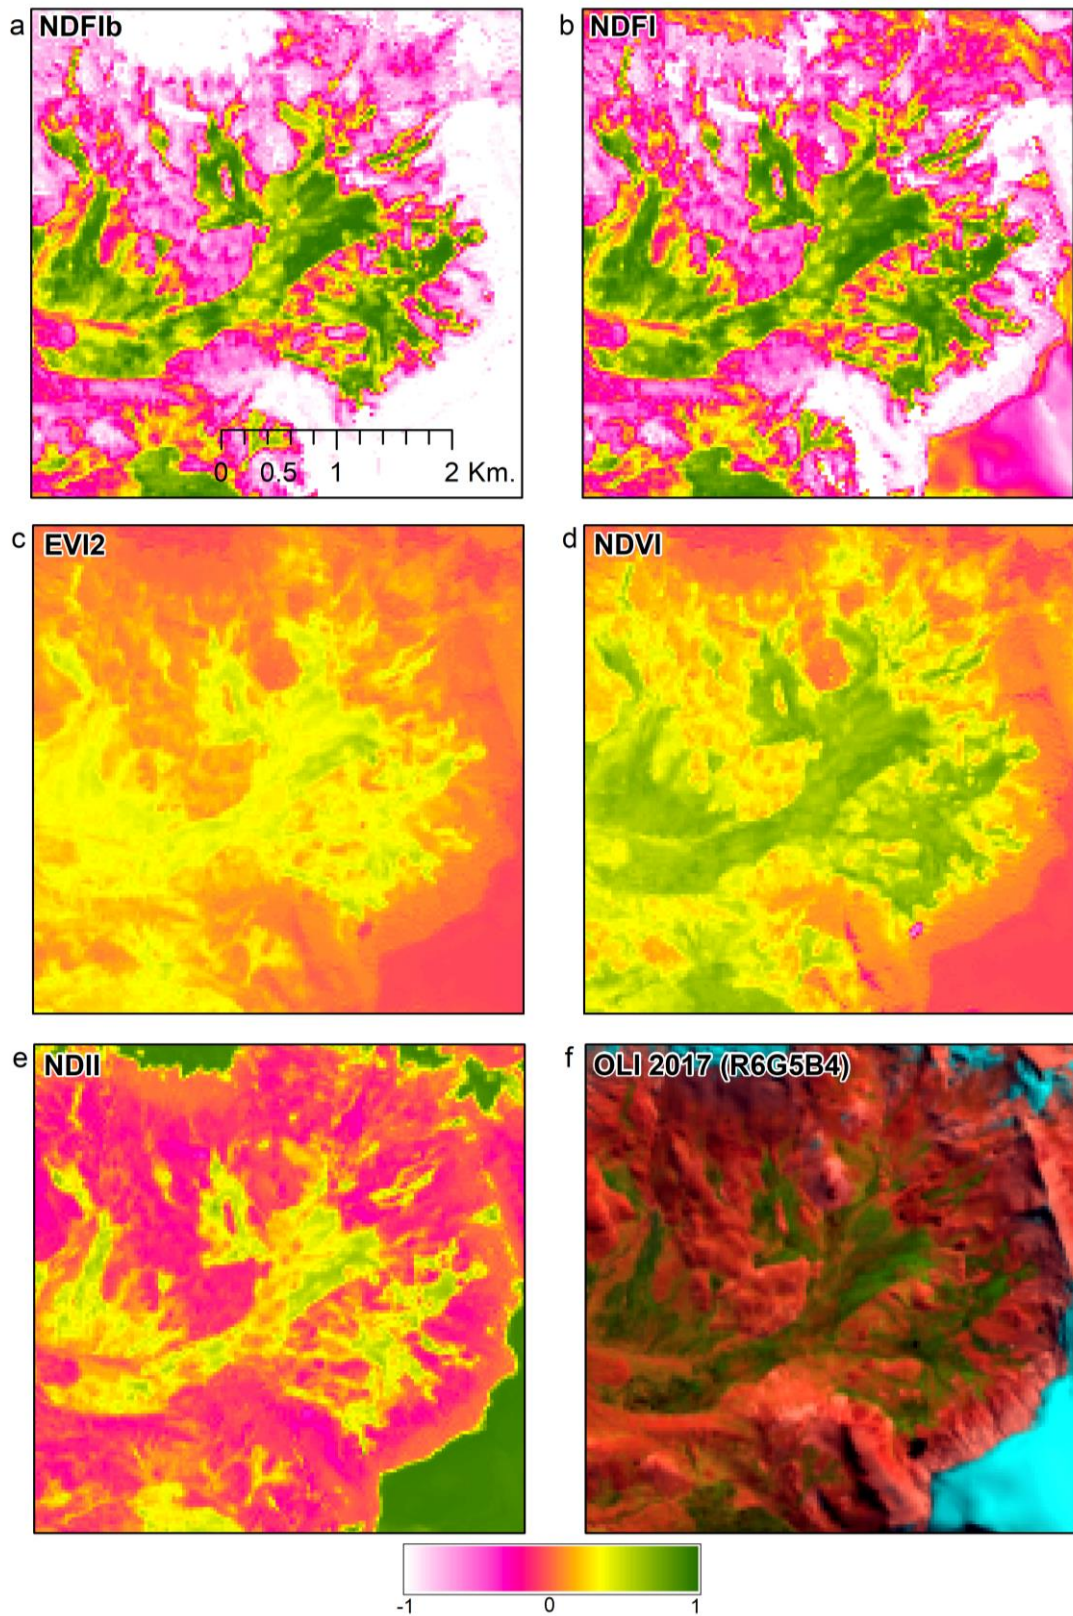 a NDFIb
b NDFI
0 0.5 1 2 Km.
c EVI2
d NDVI
e NDII
f OLI 2017 (R6G5B4)
-1 0 1